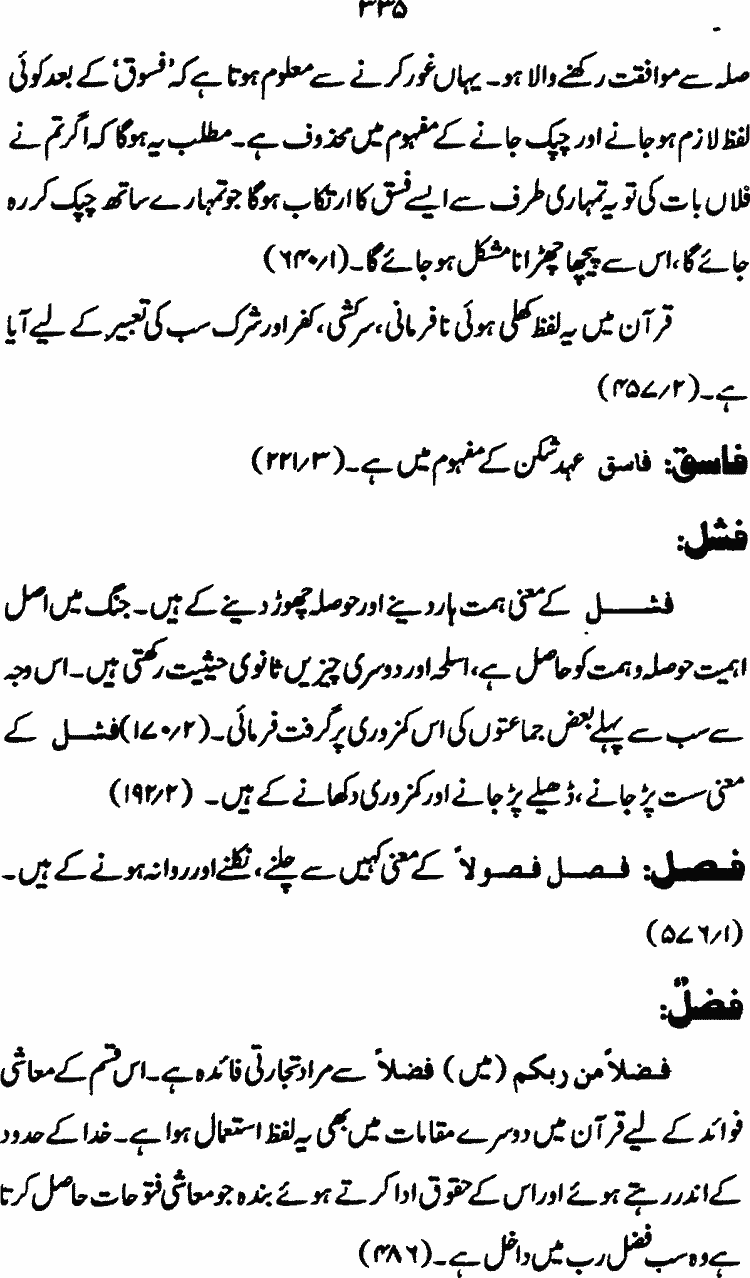 ۳۳۵
صلہ سے موافقت رکھنے والا ہو۔ یہاں غور کرنے سے معلوم ہوتا ہے کہ ’فسوق‘ کے بعد کوئی
لفظ لازم ہو جانے اور چپک جانے کے مفہوم میں محذوف ہے۔ مطلب یہ ہوگا کہ اگر تم نے
فلاں بات کی تو یہ تمہاری طرف سے ایسے فسق کا ارتکاب ہوگا جو تمہارے ساتھ چپک کر رہ
جائے گا، اس سے پیچھا چھڑانا مشکل ہو جائے گا۔ (۶۴۰/۱)
قرآن میں یہ لفظ کھلی ہوئی نافرمانی، سرکشی، کفر اور شرک سب کی تعبیر کے لیے آیا
ہے۔ (۴۵۷/۲)
فاسق: فاسق عہد شکن کے مفہوم میں ہے۔ (۲۲۱/۳)
فشل:
فشل کے معنی ہمت ہار دینے اور حوصلہ چھوڑ دینے کے ہیں۔ جنگ میں اصل
اہمیت حوصلہ و ہمت کو حاصل ہے، اسلحہ اور دوسری چیزیں ثانوی حیثیت رکھتی ہیں۔ اس وجہ
سے سب سے پہلے بعض جماعتوں کی اس کمزوری پر گرفت فرمائی۔ (۱۷۰/۲) فشل کے
معنی سست پڑ جانے، ڈھیلے پڑ جانے اور کمزوری دکھانے کے ہیں۔ (۱۹۲/۲)
فصل: فصل فصولاً کے معنی کہیں سے چلنے، نکلنے اور روانہ ہونے کے ہیں۔
(۵۷۶/۱)
فضلٌ:
فضلاً من ربکم (میں) فضلاً سے مراد تجارتی فائدہ ہے۔ اس قسم کے معاشی
فوائد کے لیے قرآن میں دوسرے مقامات میں بھی یہ لفظ استعمال ہوا ہے۔ خدا کے حدود
کے اندر رہتے ہوئے اور اس کے حقوق ادا کرتے ہوئے بندہ جو معاشی فتوحات حاصل کرتا
ہے وہ سب فضل رب میں داخل ہے۔ (۴۸۶)